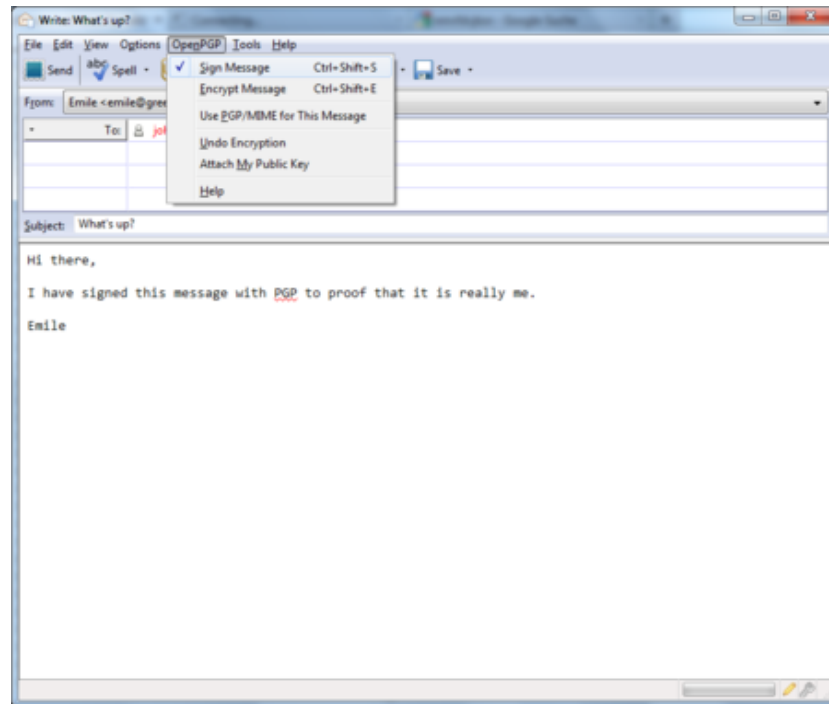 Write: What's up?
File Edit View Options OpenPGP Tools Help
Send Spell Save
Sign Message Ctrl+Shift+S
Encrypt Message Ctrl+Shift+E
Use PGP/MIME for This Message
Undo Encryption
Attach My Public Key
Help
From: Emile <emile@gree
To:
Subject: What's up?
Hi there,
I have signed this message with PGP to proof that it is really me.
Emile